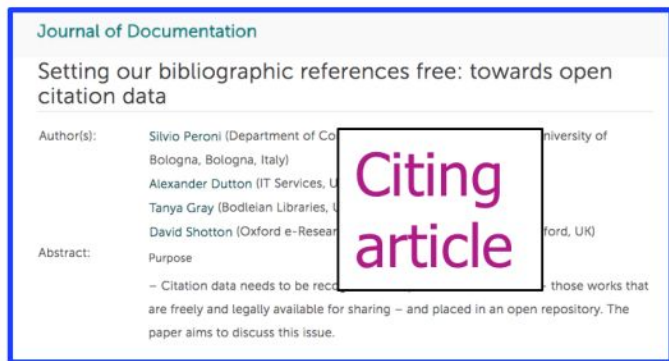 Journal of Documentation
Setting our bibliographic references free: towards open
citation data
Author(s):
Silvio Peroni (Department of Co niversity of
Bologna, Bologna, Italy)
Alexander Dutton (IT Services, U
Tanya Gray (Bodleian Libraries, U
David Shotton (Oxford e-Resear ford, UK)
Citing
article
Abstract:
Purpose
– Citation data needs to be recog those works that
are freely and legally available for sharing – and placed in an open repository. The
paper aims to discuss this issue.